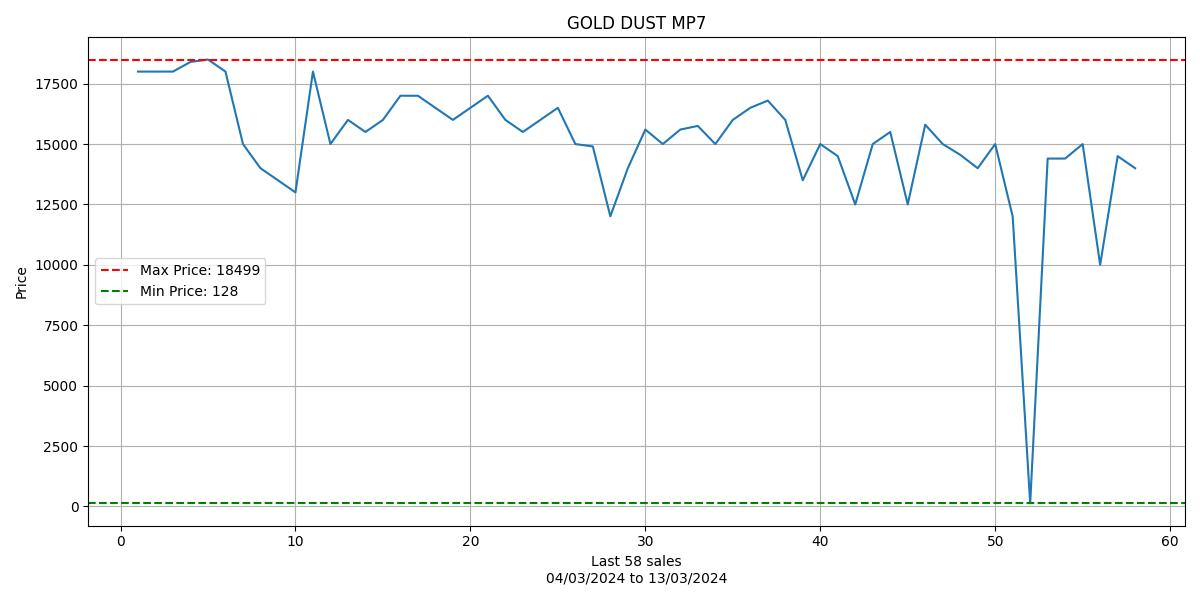 GOLD DUST MP7
17500
15000
12500
10000
7500
5000
2500
0
Price
Max Price: 18499
Min Price: 128
0 10 20 30 40 50 60
Last 58 sales
04/03/2024 to 13/03/2024